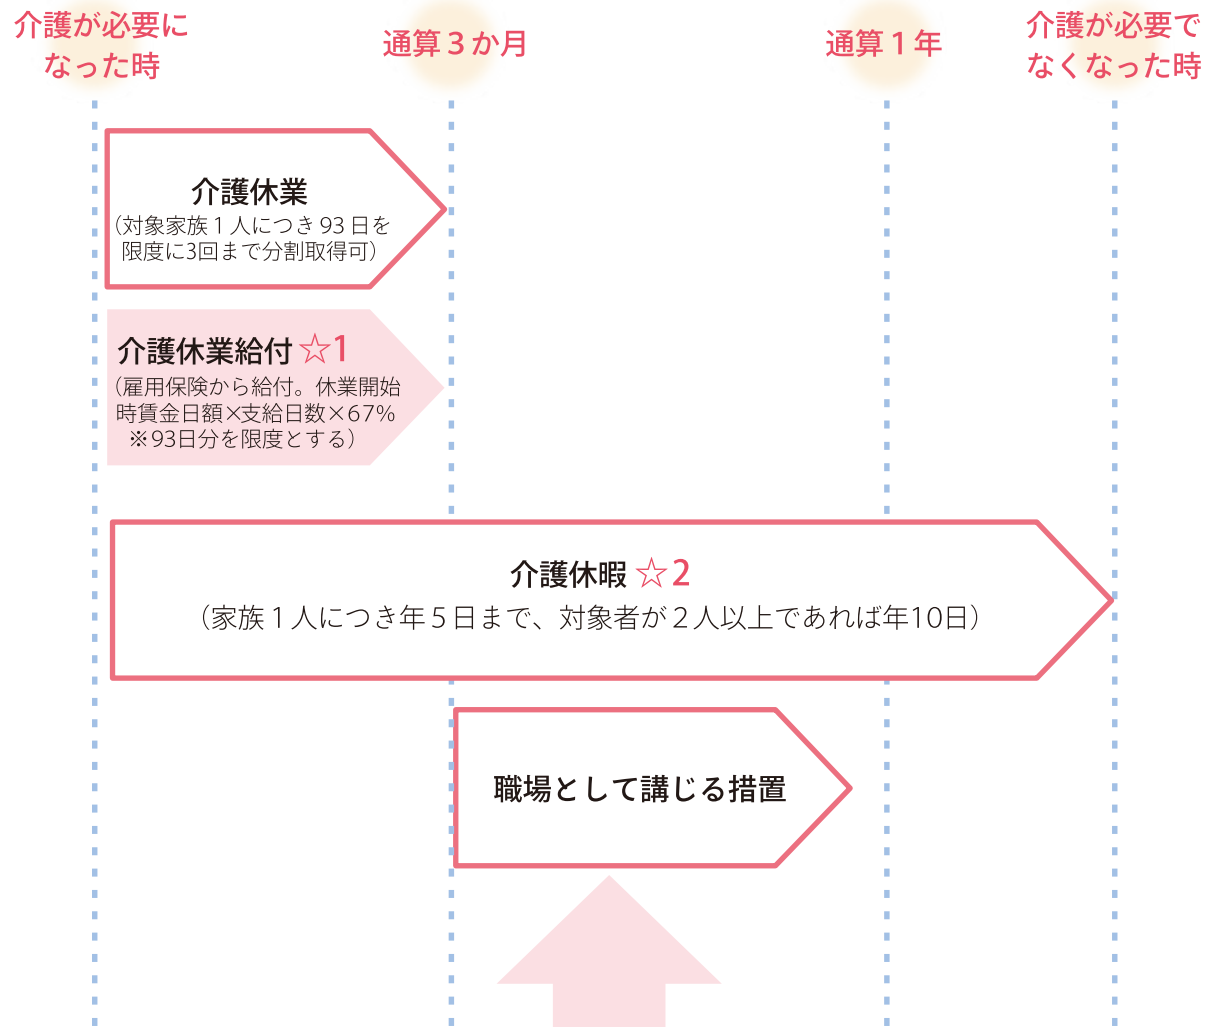 介護が必要に
なった時
通算３か月
通算１年
介護が必要で
なくなった時
介護休業
（対象家族１人につき93日を
限度に3回まで分割取得可）
介護休業給付☆1
（雇用保険から給付。休業開始
時賃金日額×支給日数×67%
※93日分を限度とする）
介護休暇☆2
（家族１人につき年５日まで、対象者が２人以上であれば年10日）
職場として講じる措置